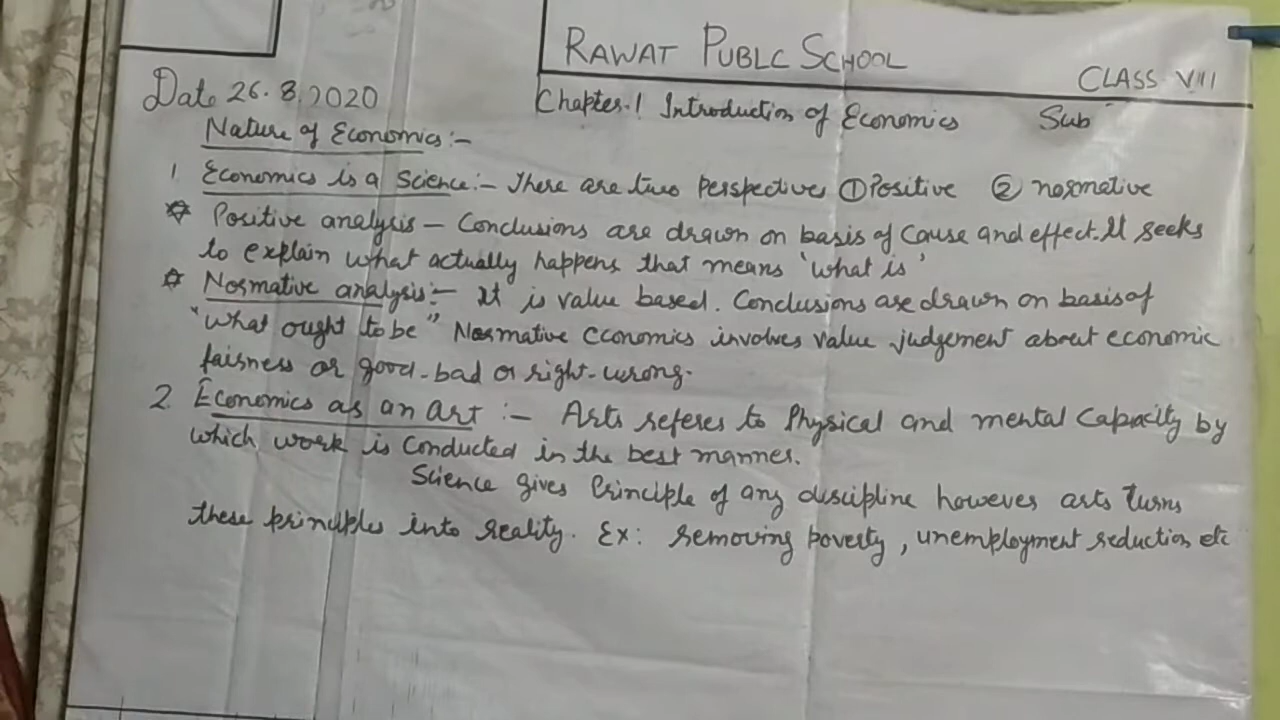 RAWAT PUBLC SCHOOL
CLASS VIII
Date 26.8.2020
Chapter.1 Introduction of Economics Sub
Nature of Economics:-
1. Economics is a Science:- There are two perspective ① Positive ② normative
☆ Positive analysis - Conclusions are drawn on basis of cause and effect. It seeks
to explain what actually happens that means 'what is'
☆ Normative analysis:- It is value based. Conclusions are drawn on basis of
"What ought to be" Normative economics involves value judgement about economic
fairness or good-bad or right-wrong.
2. Economics as an art :- Arts referes to Physical and mental Capacity by
which work is conducted in the best manner.
Science gives Principle of any discipline however arts turns
these principles into reality. Ex: removing poverty, unemployment reduction etc